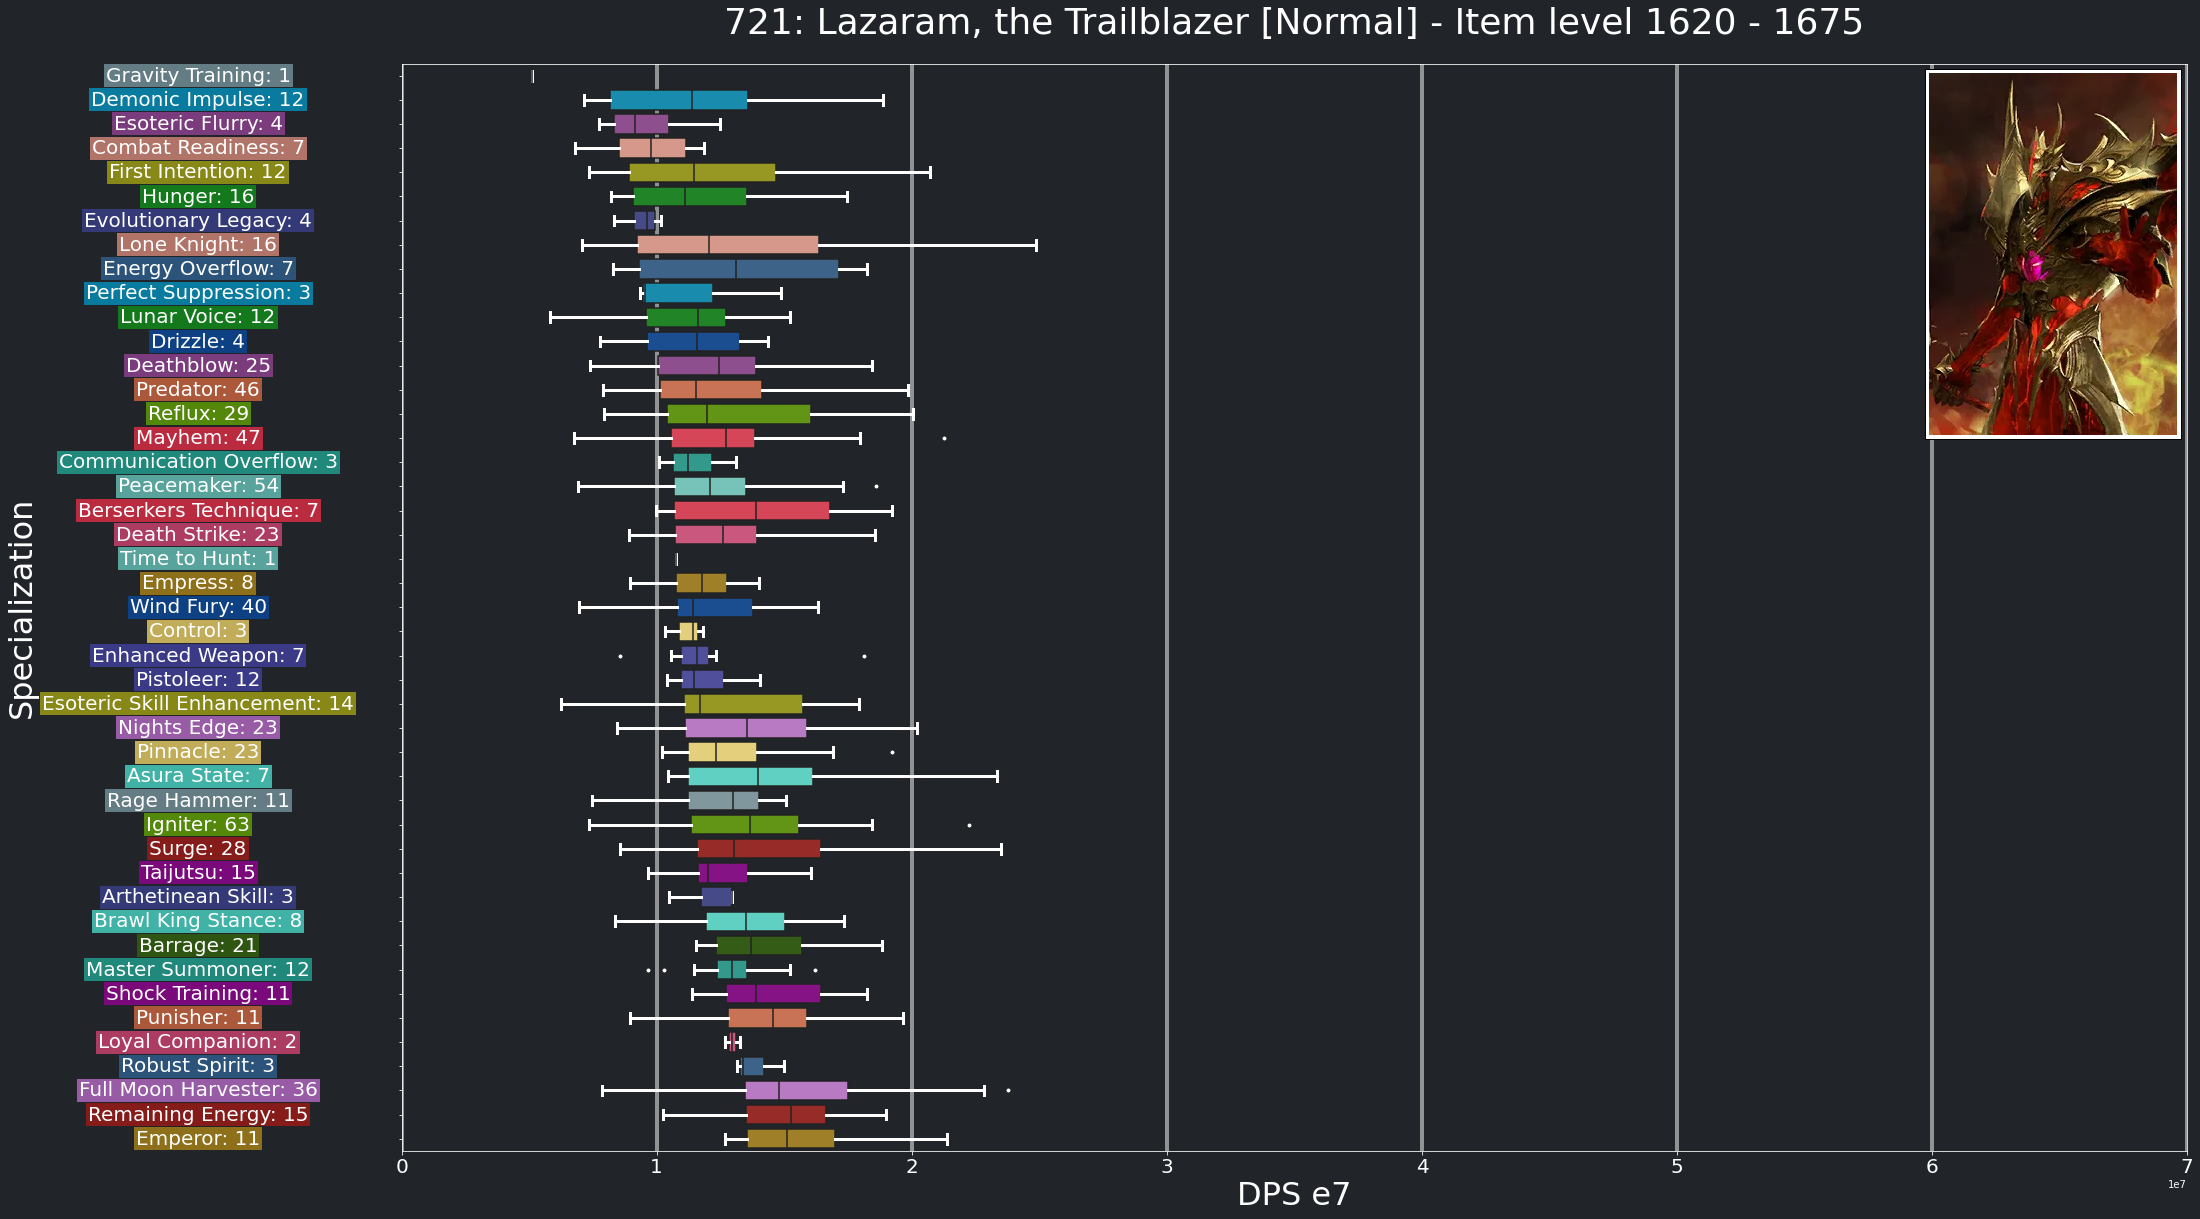 721: Lazaram, the Trailblazer [Normal] - Item level 1620 - 1675
Gravity Training: 1
Demonic Impulse: 12
Esoteric Flurry: 4
Combat Readiness: 7
First Intention: 12
Hunger: 16
Evolutionary Legacy: 4
Lone Knight: 16
Energy Overflow: 7
Perfect Suppression: 3
Lunar Voice: 12
Drizzle: 4
Deathblow: 25
Predator: 46
Reflux: 29
Mayhem: 47
Communication Overflow: 3
Peacemaker: 54
Berserkers Technique: 7
Death Strike: 23
Time to Hunt: 1
Empress: 8
Wind Fury: 40
Control: 3
Enhanced Weapon: 7
Pistoleer: 12
Esoteric Skill Enhancement: 14
Nights Edge: 23
Pinnacle: 23
Asura State: 7
Rage Hammer: 11
Igniter: 63
Surge: 28
Taijutsu: 15
Arthetinean Skill: 3
Brawl King Stance: 8
Barrage: 21
Master Summoner: 12
Shock Training: 11
Punisher: 11
Loyal Companion: 2
Robust Spirit: 3
Full Moon Harvester: 36
Remaining Energy: 15
Emperor: 11
Specialization
0 1 2 3 4 5 6 7
1e7
DPS e7